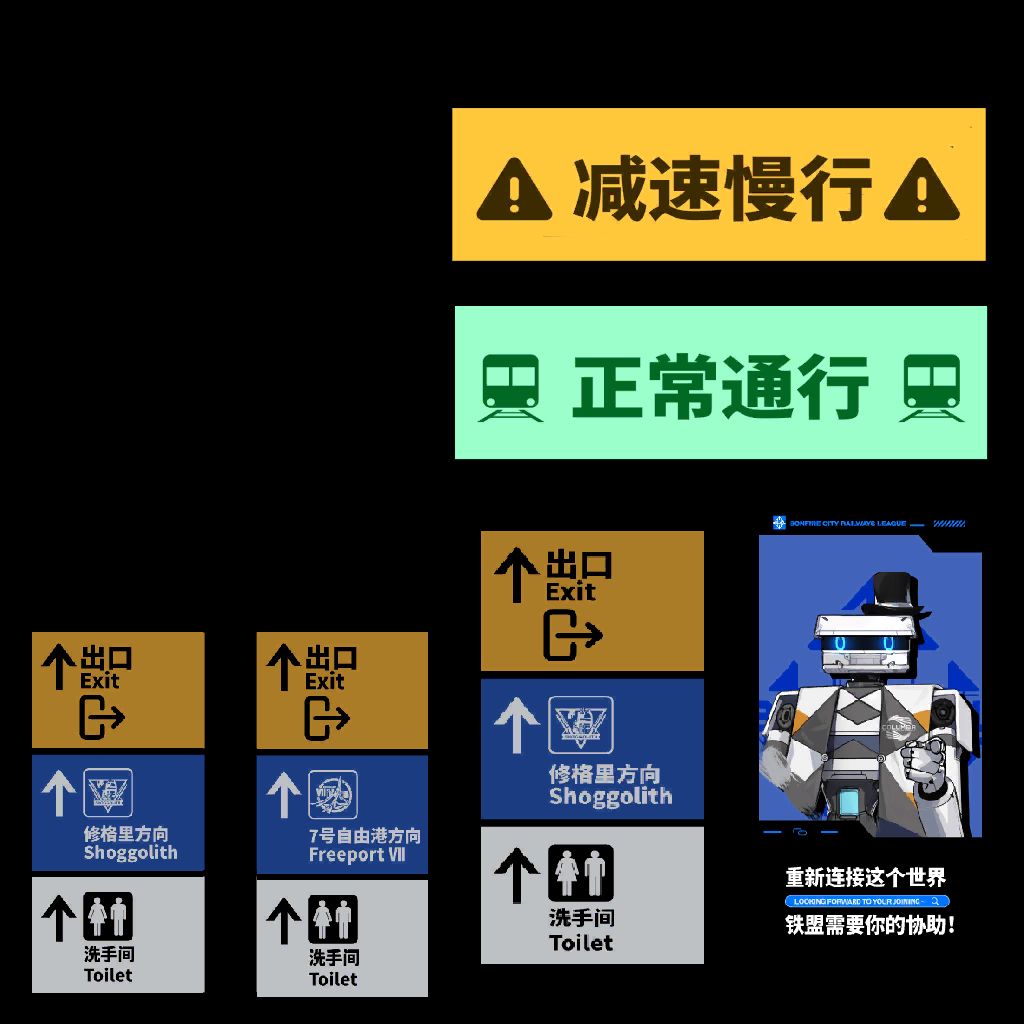 减速慢行
正常通行
BONFIRE CITY RAILWAYS LEAGUE
出口
Exit
修格里方向
Shoggolith
洗手间
Toilet
出口
Exit
7号自由港方向
Freeport Ⅶ
洗手间
Toilet
出口
Exit
修格里方向
Shoggolith
洗手间
Toilet
COLUMBA
重新连接这个世界
LOOKING FORWARD TO YOUR JOINING~
铁盟需要你的协助!